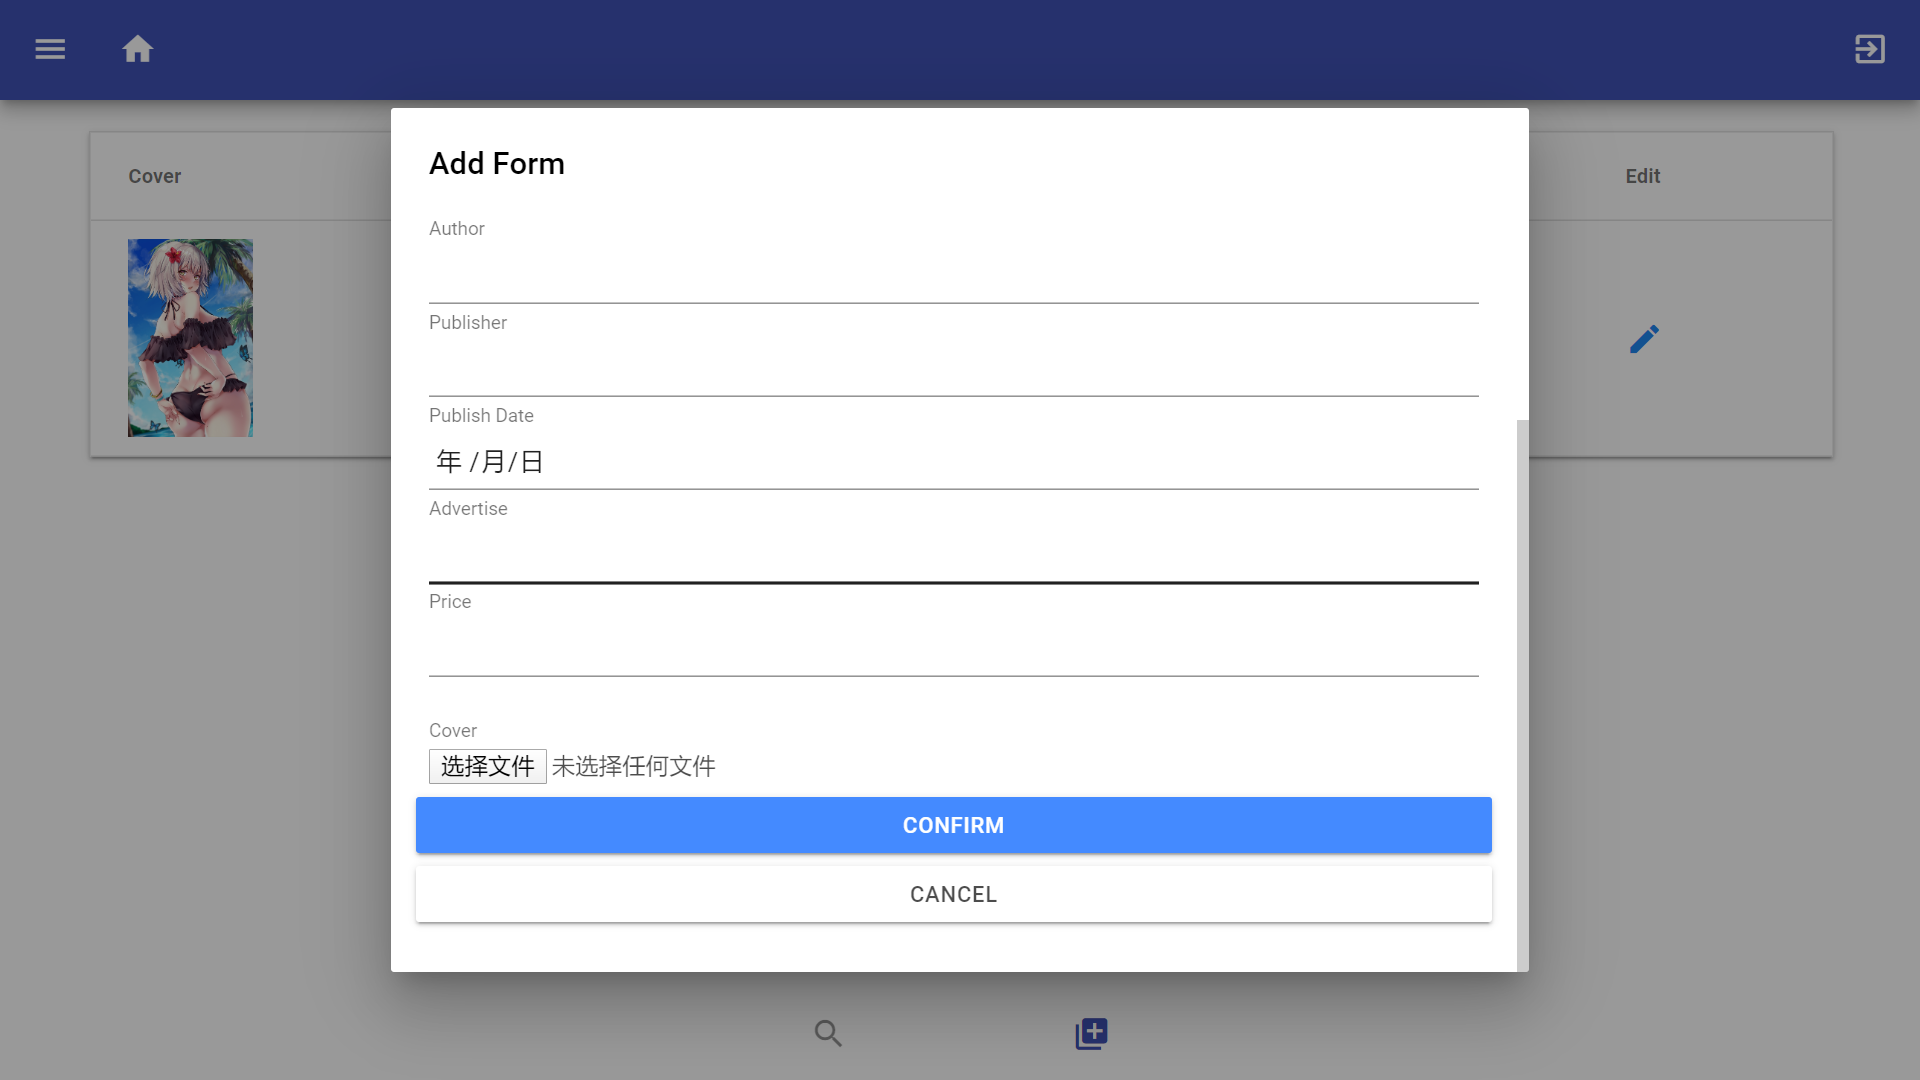 Cover
Edit
Add Form
Author
Publisher
Publish Date
年 /月/日
Advertise
Price
Cover
选择文件 未选择任何文件
CONFIRM
CANCEL